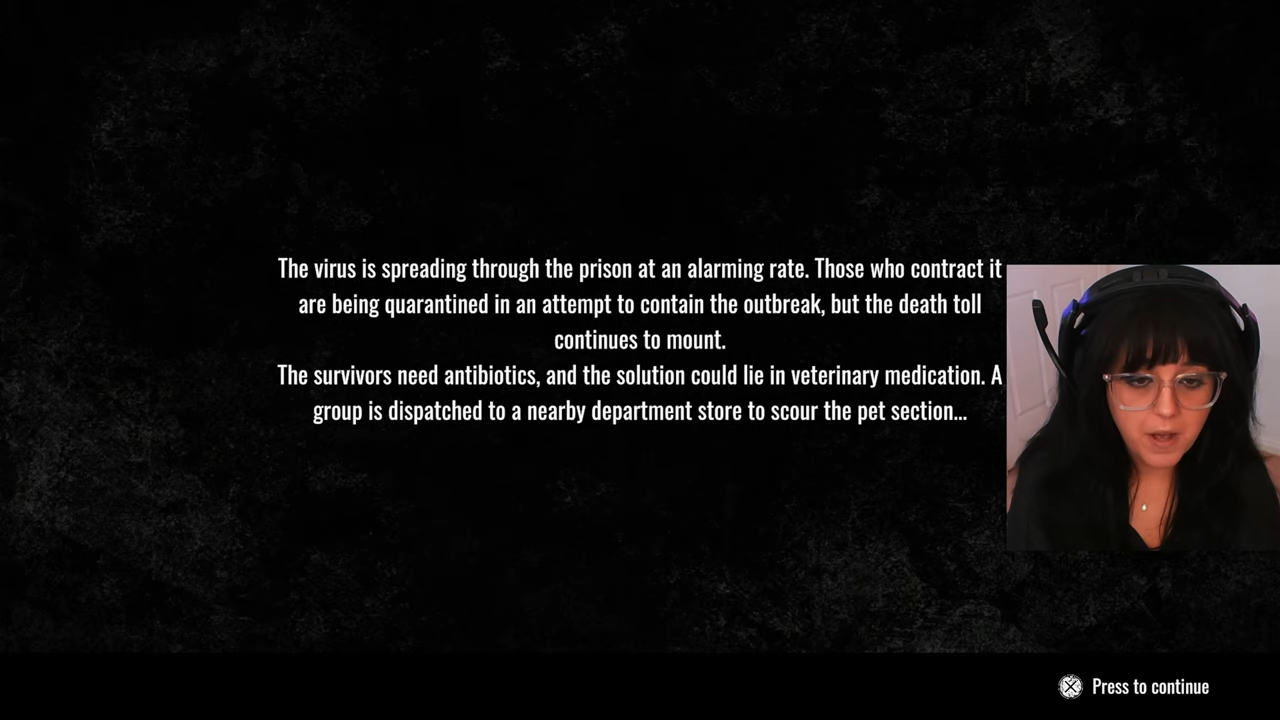 The virus is spreading through the prison at an alarming rate. Those who contract it
are being quarantined in an attempt to contain the outbreak, but the death toll
continues to mount.
The survivors need antibiotics, and the solution could lie in veterinary medication. A
group is dispatched to a nearby department store to scour the pet section...
Press to continue